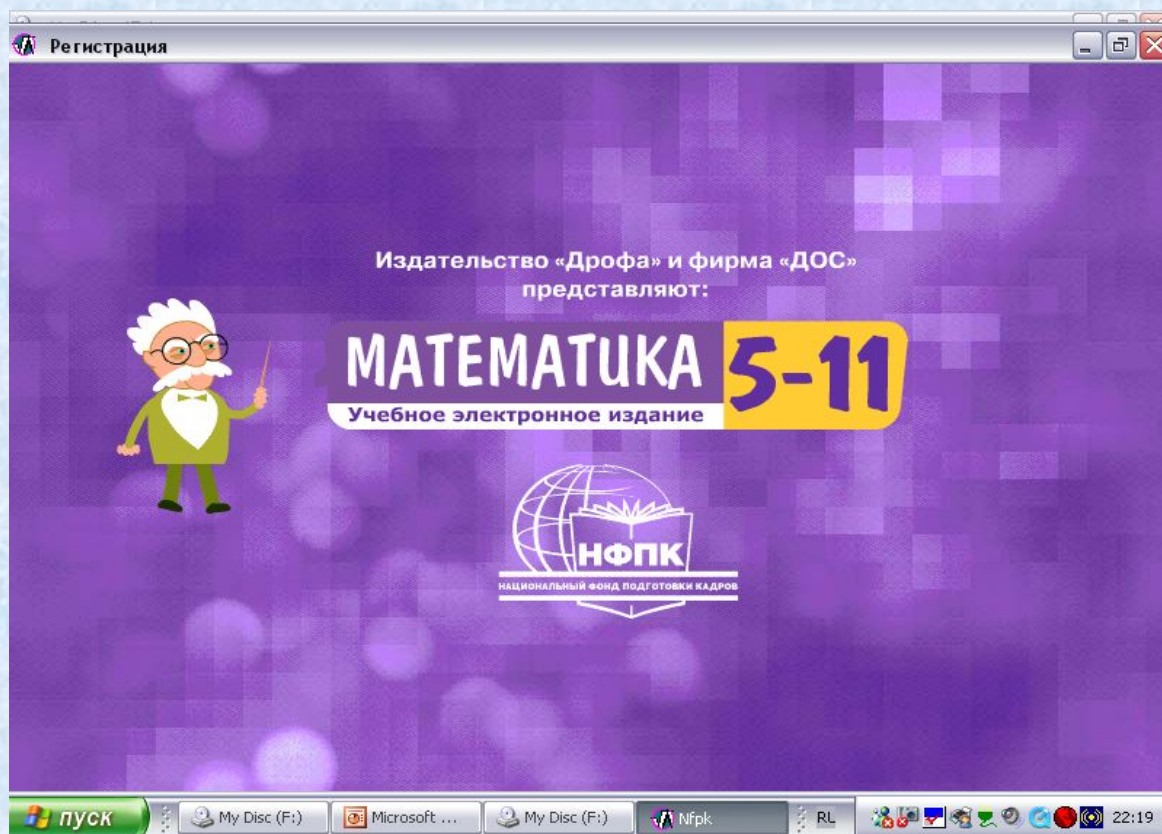 Регистрация
Издательство «Дрофа» и фирма «ДОС»
представляют:
МАТЕМАТИКА 5-11
Учебное электронное издание
НФПК
НАЦИОНАЛЬНЫЙ ФОНД ПОДГОТОВКИ КАДРОВ
пуск My Disc (F:) Microsoft ... My Disc (F:) Nfpk RL 22:19